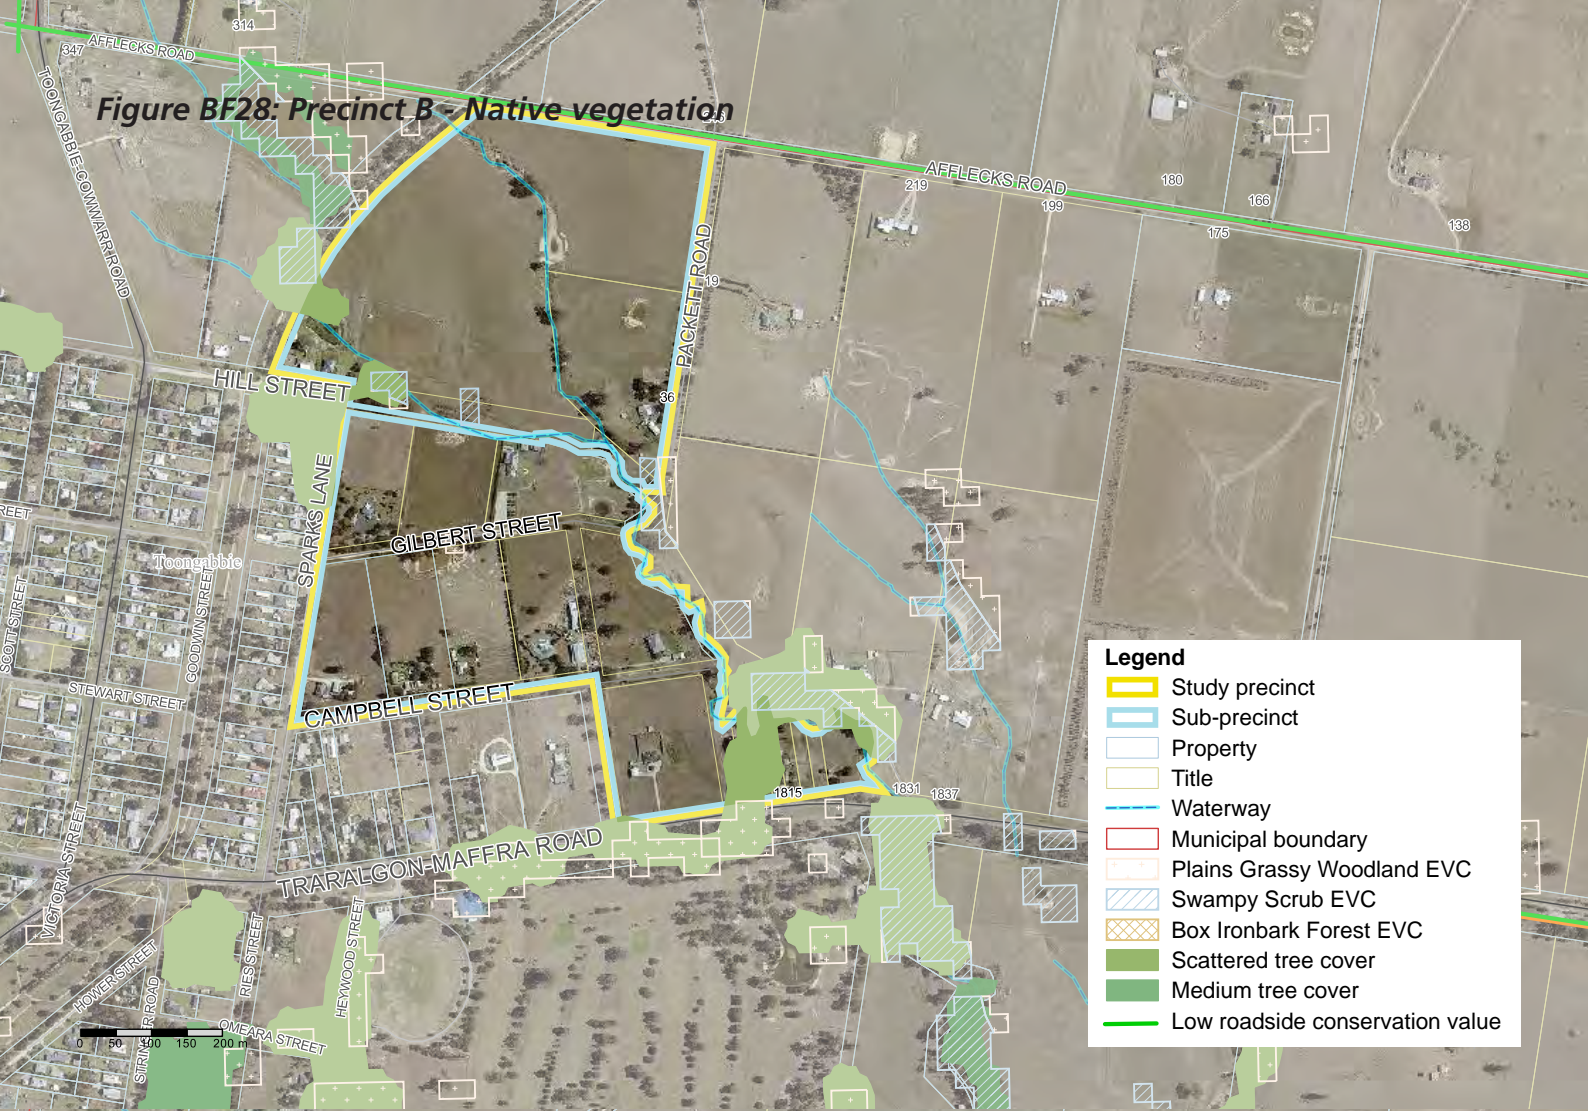 314
347
AFFLECKS ROAD
Figure BF28: Precinct B - Native vegetation
TOONGABBIE-COWWARR-ROAD
AFFLECKS ROAD
219
199
180
166
175
138
PACKETT ROAD
19
36
HILL STREET
SPARKS LANE
GILBERT STREET
Toongabbie
GOODWIN STREET
SCOTT STREET
REET
STEWART STREET
CAMPBELL STREET
VICTORIA STREET
TRARALGON-MAFFRA ROAD
1815
1831
1837
HOWER STREET
RIES STREET
HEYWOOD STREET
OMEARA STREET
0 50 100 150 200 m
Legend
Study precinct
Sub-precinct
Property
Title
Waterway
Municipal boundary
Plains Grassy Woodland EVC
Swampy Scrub EVC
Box Ironbark Forest EVC
Scattered tree cover
Medium tree cover
Low roadside conservation value